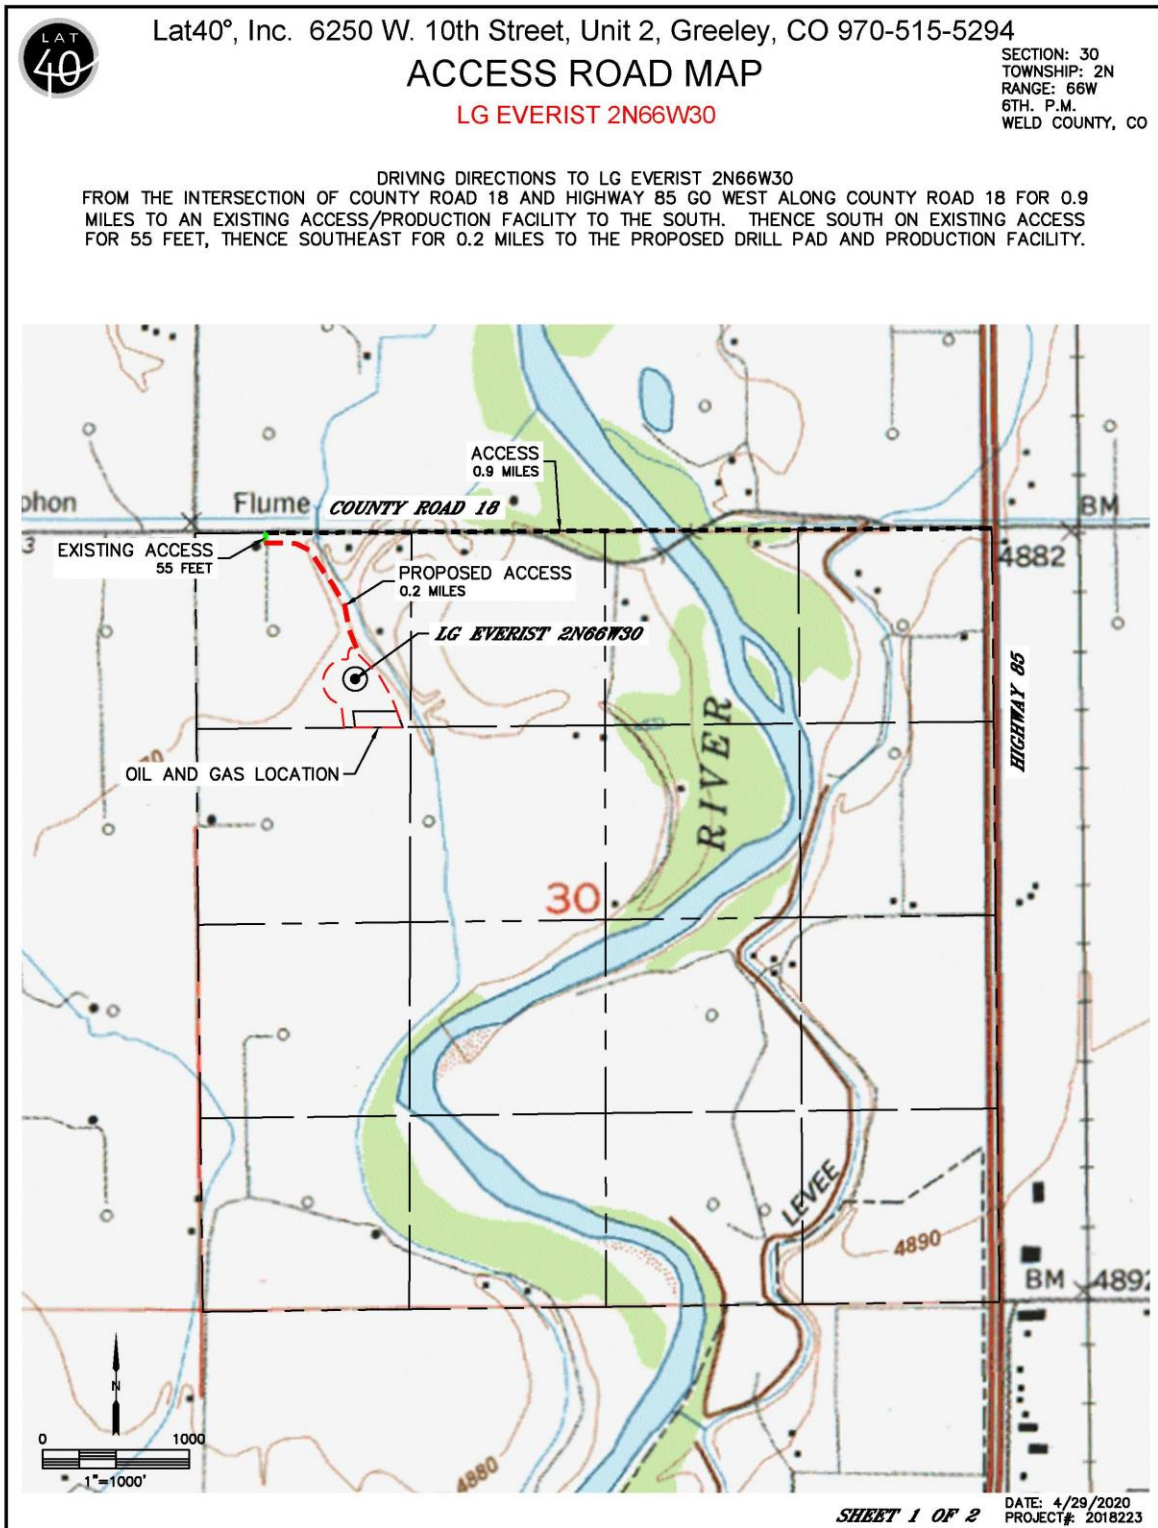 LAT
40
Lat40°, Inc. 6250 W. 10th Street, Unit 2, Greeley, CO 970-515-5294
ACCESS ROAD MAP
LG EVERIST 2N66W30
SECTION: 30
TOWNSHIP: 2N
RANGE: 66W
6TH. P.M.
WELD COUNTY, CO
DRIVING DIRECTIONS TO LG EVERIST 2N66W30
FROM THE INTERSECTION OF COUNTY ROAD 18 AND HIGHWAY 85 GO WEST ALONG COUNTY ROAD 18 FOR 0.9
MILES TO AN EXISTING ACCESS/PRODUCTION FACILITY TO THE SOUTH. THENCE SOUTH ON EXISTING ACCESS
FOR 55 FEET, THENCE SOUTHEAST FOR 0.2 MILES TO THE PROPOSED DRILL PAD AND PRODUCTION FACILITY.
ACCESS
0.9 MILES
phon
Flume
COUNTY ROAD 18
BM
4882
EXISTING ACCESS
55 FEET
PROPOSED ACCESS
0.2 MILES
LG EVERIST 2N66W30
HIGHWAY 85
RIVER
OIL AND GAS LOCATION
30
LEVEE
4890
BM
4892
N
0
1000
1"=1000'
4880
SHEET 1 OF 2
DATE: 4/29/2020
PROJECT#: 2018223